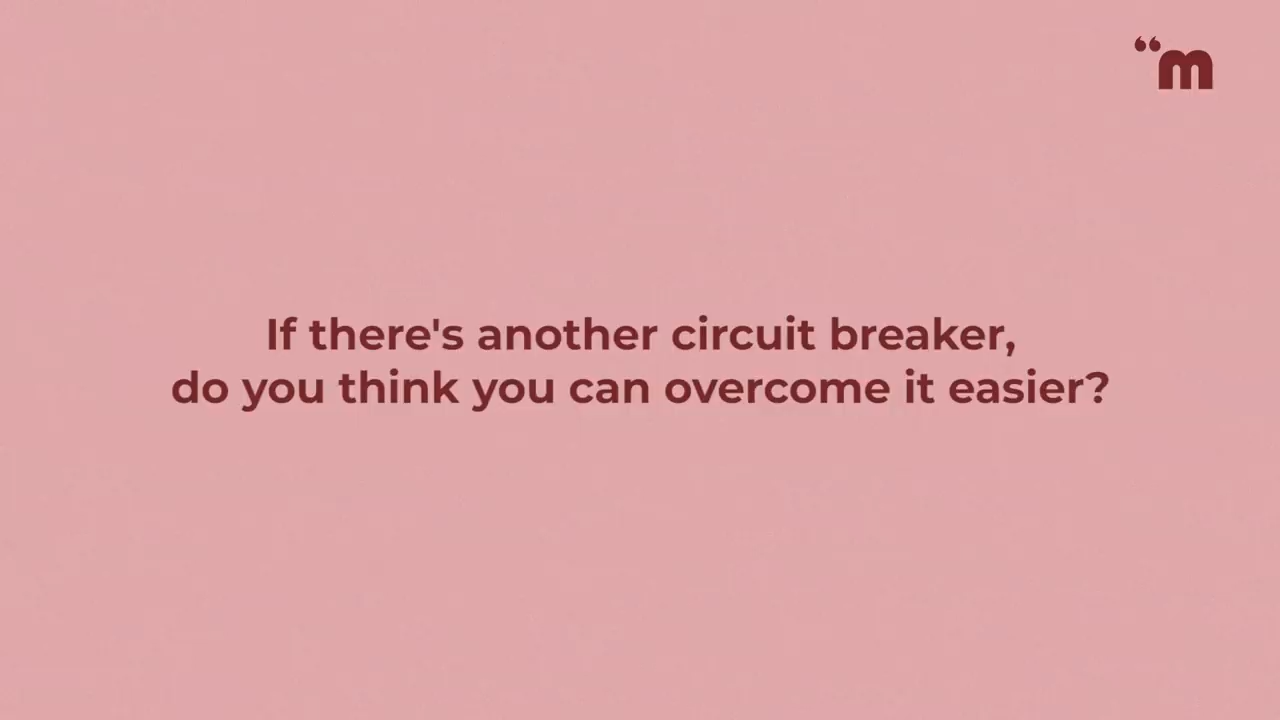 “m
If there's another circuit breaker,
do you think you can overcome it easier?